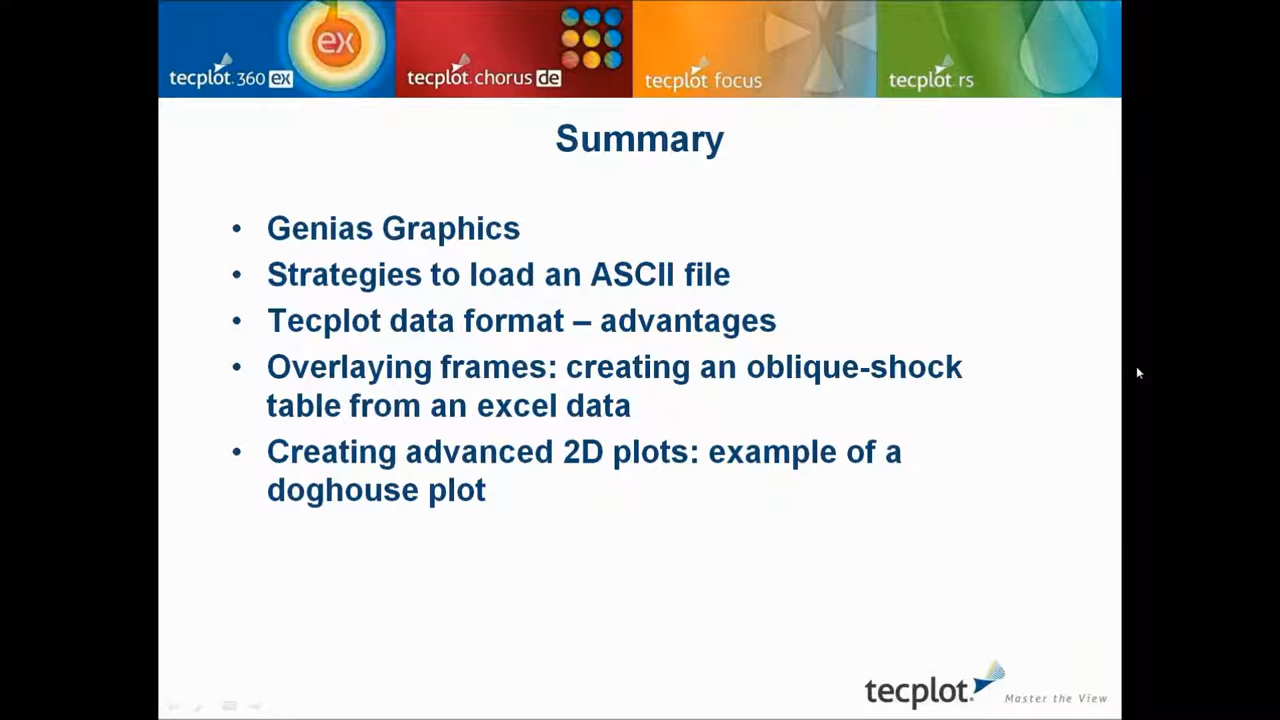 tecplot.360 ex
ex
tecplot.chorus de
tecplot focus
tecplot.rs
Summary
• Genias Graphics
• Strategies to load an ASCII file
• Tecplot data format – advantages
• Overlaying frames: creating an oblique-shock
table from an excel data
• Creating advanced 2D plots: example of a
doghouse plot
tecplot. Master the View